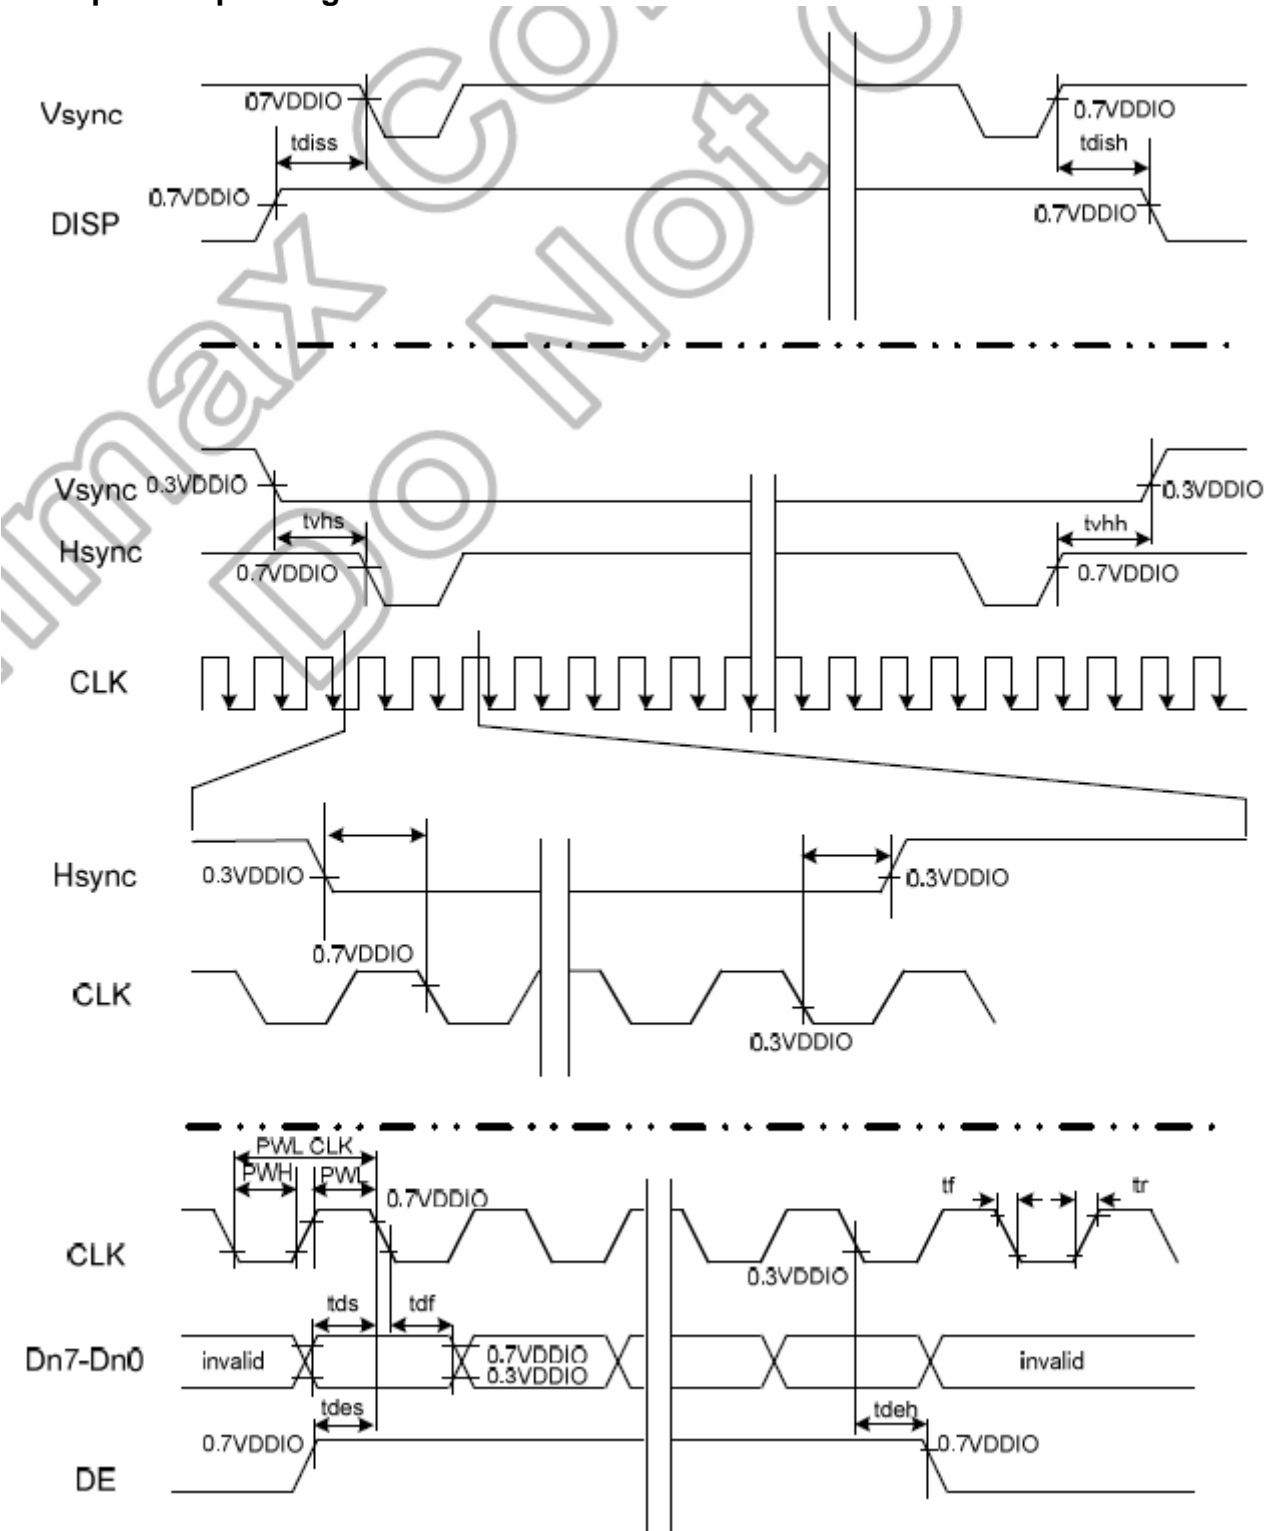 Vsync
07VDDIO
0.7VDDIO
tdiss
tdish
0.7VDDIO
DISP
0.7VDDIO
Vsync
0.3VDDIO
0.3VDDIO
tvhs
tvhh
Hsync
0.7VDDIO
0.7VDDIO
CLK
Hsync
0.3VDDIO
0.3VDDIO
0.7VDDIO
CLK
0.3VDDIO
PWL CLK
PWH
PWL
0.7VDDIO
tf
tr
CLK
0.3VDDIO
tds
tdf
Dn7-Dn0
invalid
0.7VDDIO
0.3VDDIO
invalid
tdes
tdeh
0.7VDDIO
0.7VDDIO
DE
Do Not